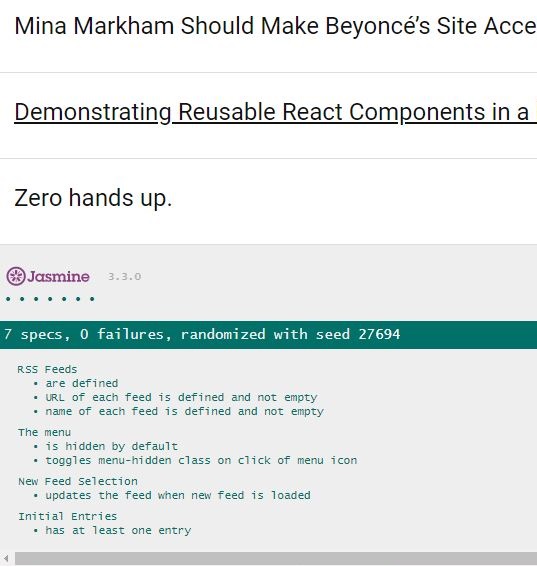 Mina Markham Should Make Beyoncé’s Site Acce
Demonstrating Reusable React Components in a
Zero hands up.
Jasmine 3.3.0
• • • • • • •
7 specs, 0 failures, randomized with seed 27694
RSS Feeds
• are defined
• URL of each feed is defined and not empty
• name of each feed is defined and not empty
The menu
• is hidden by default
• toggles menu-hidden class on click of menu icon
New Feed Selection
• updates the feed when new feed is loaded
Initial Entries
• has at least one entry